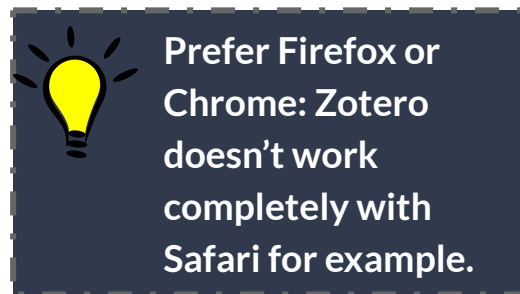 Prefer Firefox or
Chrome: Zotero
doesn’t work
completely with
Safari for example.